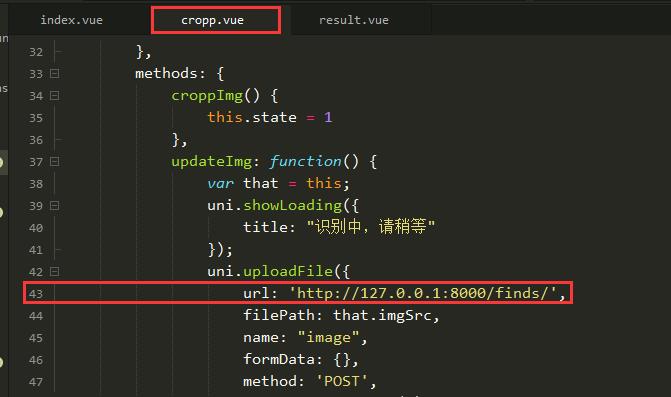 index.vue cropp.vue result.vue
32 },
33 methods: {
34 croppImg() {
35 this.state = 1
36 },
37 updateImg: function() {
38 var that = this;
39 uni.showLoading({
40 title: "识别中，请稍等"
41 });
42 uni.uploadFile({
43 url: 'http://127.0.0.1:8000/finds/',
44 filePath: that.imgSrc,
45 name: "image",
46 formData: {},
47 method: 'POST',